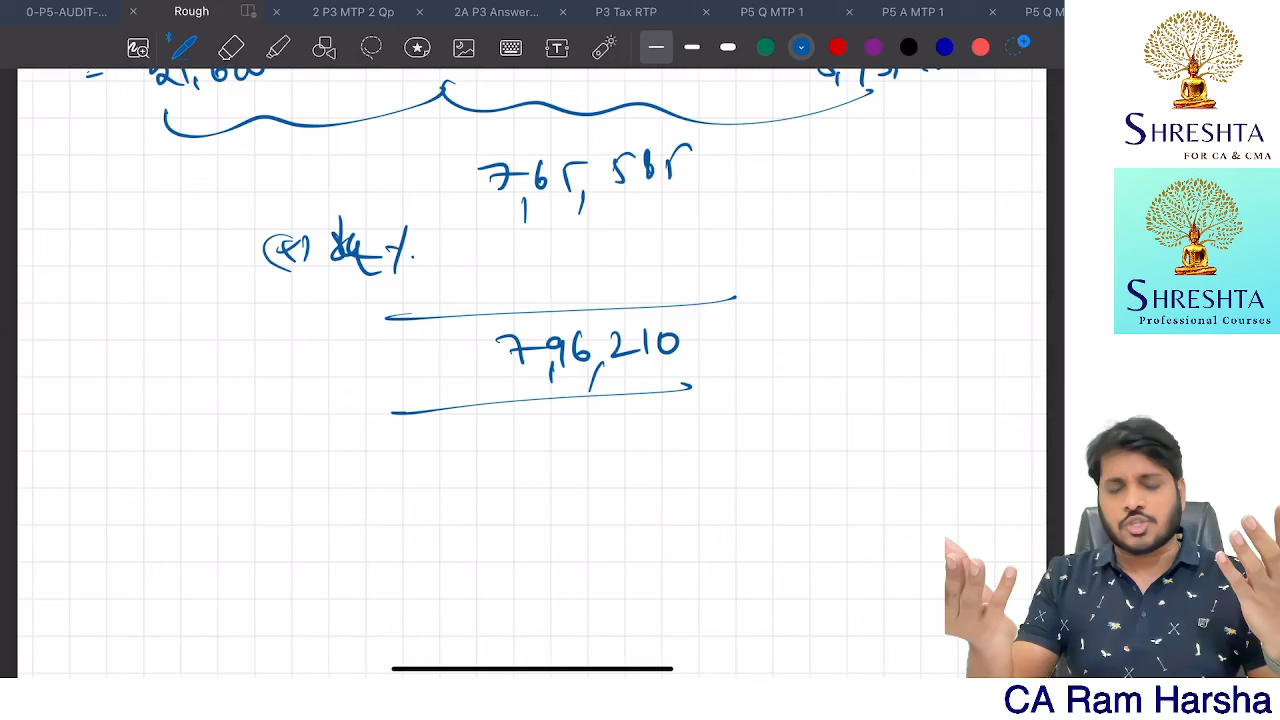 0-P5-AUDIT-...
Rough
2 P3 MTP 2 Qp
2A P3 Answer...
P3 Tax RTP
P5 Q MTP 1
P5 A MTP 1
P5 Q M
= 21,600
7,65,585
(+) 4%
7,96,210
SHRESHTA
FOR CA & CMA
SHRESHTA
Professional Courses
CA Ram Harsha